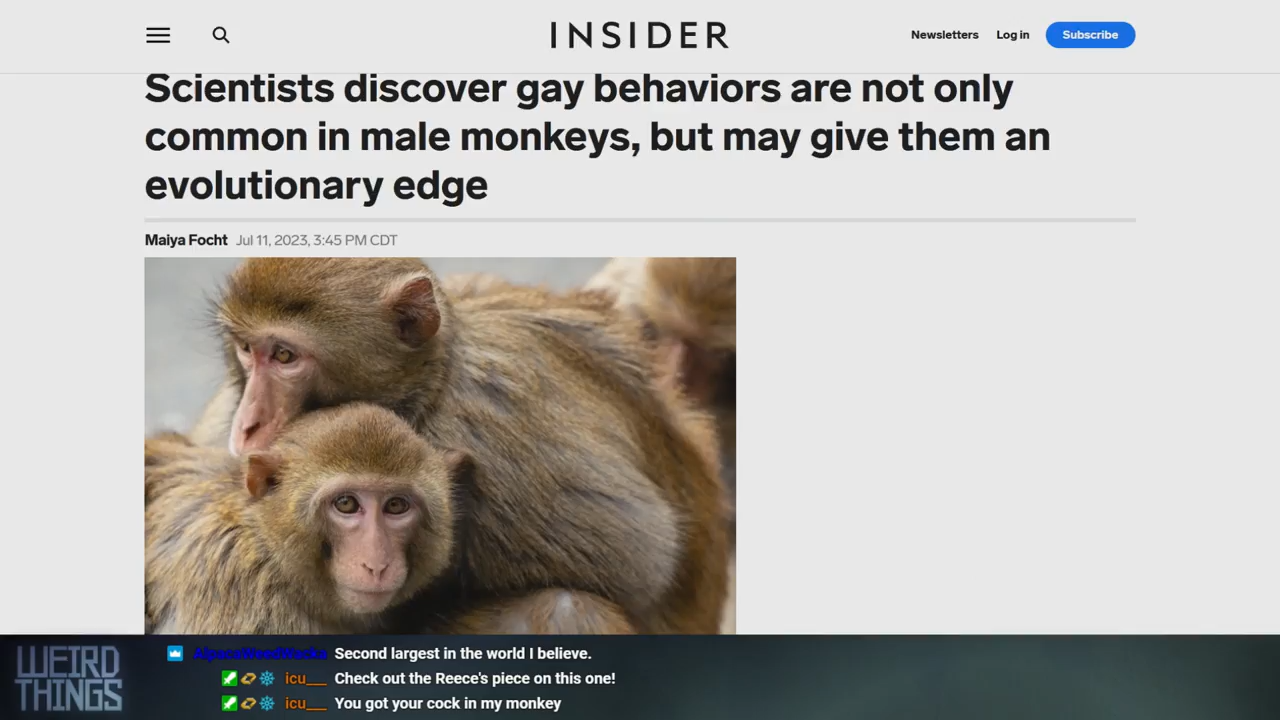 INSIDER
Newsletters Log in Subscribe
Scientists discover gay behaviors are not only
common in male monkeys, but may give them an
evolutionary edge
Maiya Focht Jul 11, 2023, 3:45 PM CDT
WEIRD
THINGS
AlpacaWeedWacka Second largest in the world I believe.
icu___ Check out the Reece's piece on this one!
icu___ You got your cock in my monkey